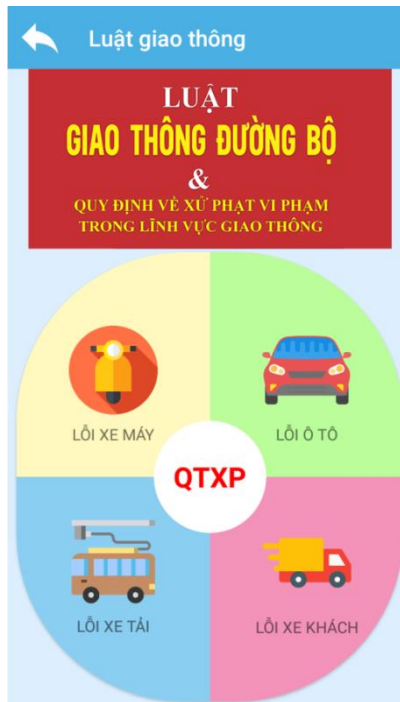 Luật giao thông
LUẬT
GIAO THÔNG ĐƯỜNG BỘ
&
QUY ĐỊNH VỀ XỬ PHẠT VI PHẠM
TRONG LĨNH VỰC GIAO THÔNG
LỖI XE MÁY
LỖI Ô TÔ
QTXP
LỖI XE TẢI
LỖI XE KHÁCH